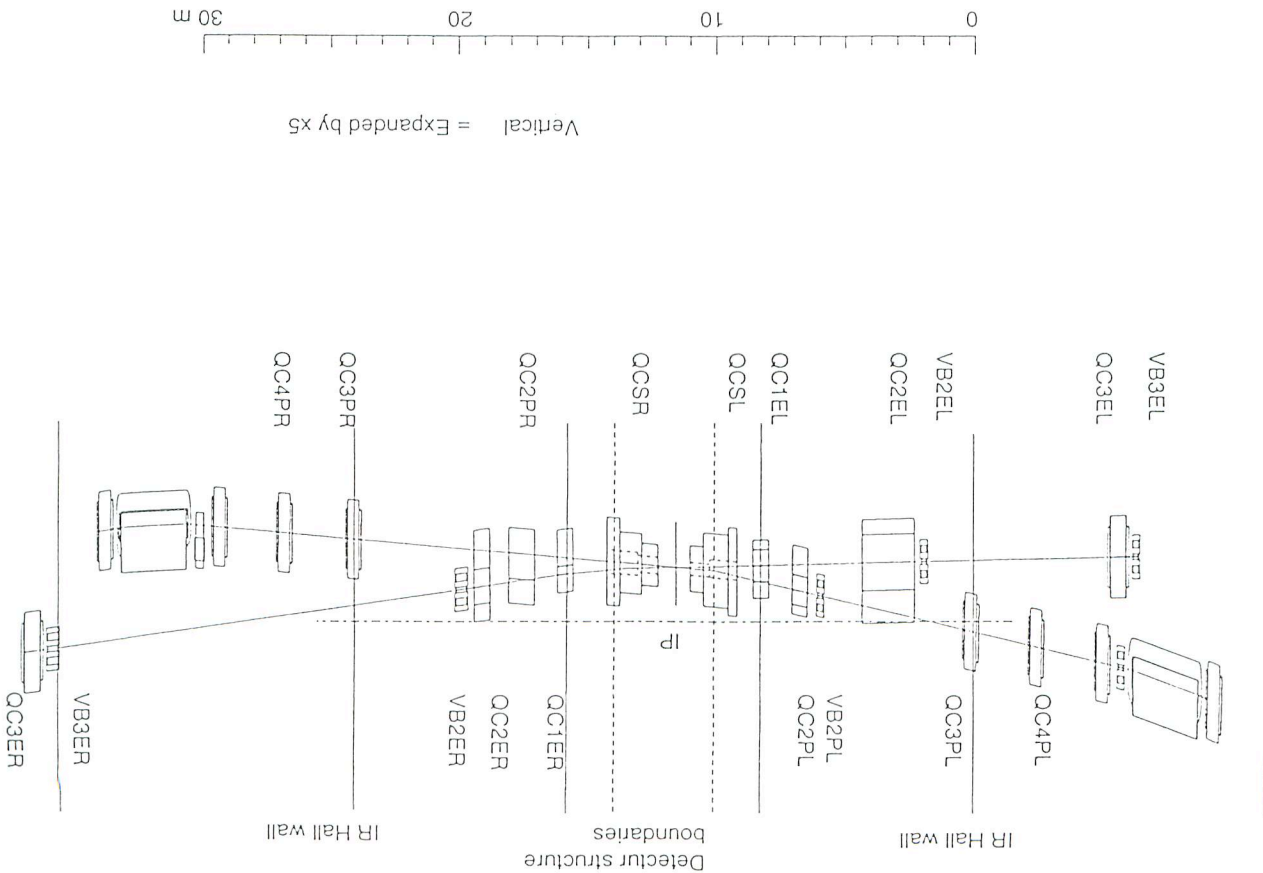 Detectur structure
boundaries
IR Hall wall
IR Hall wall
QC4PL
QC3PL
VB2PL
QC2PL
QC1ER
QC2ER
VB2ER
VB3ER
QC3ER
IP
VB3EL
QC3EL
VB2EL
QC2EL
QC1EL
QCSL
QCSR
QC2PR
QC3PR
QC4PR
Vertical = Expanded by x5
0 10 20 30 m